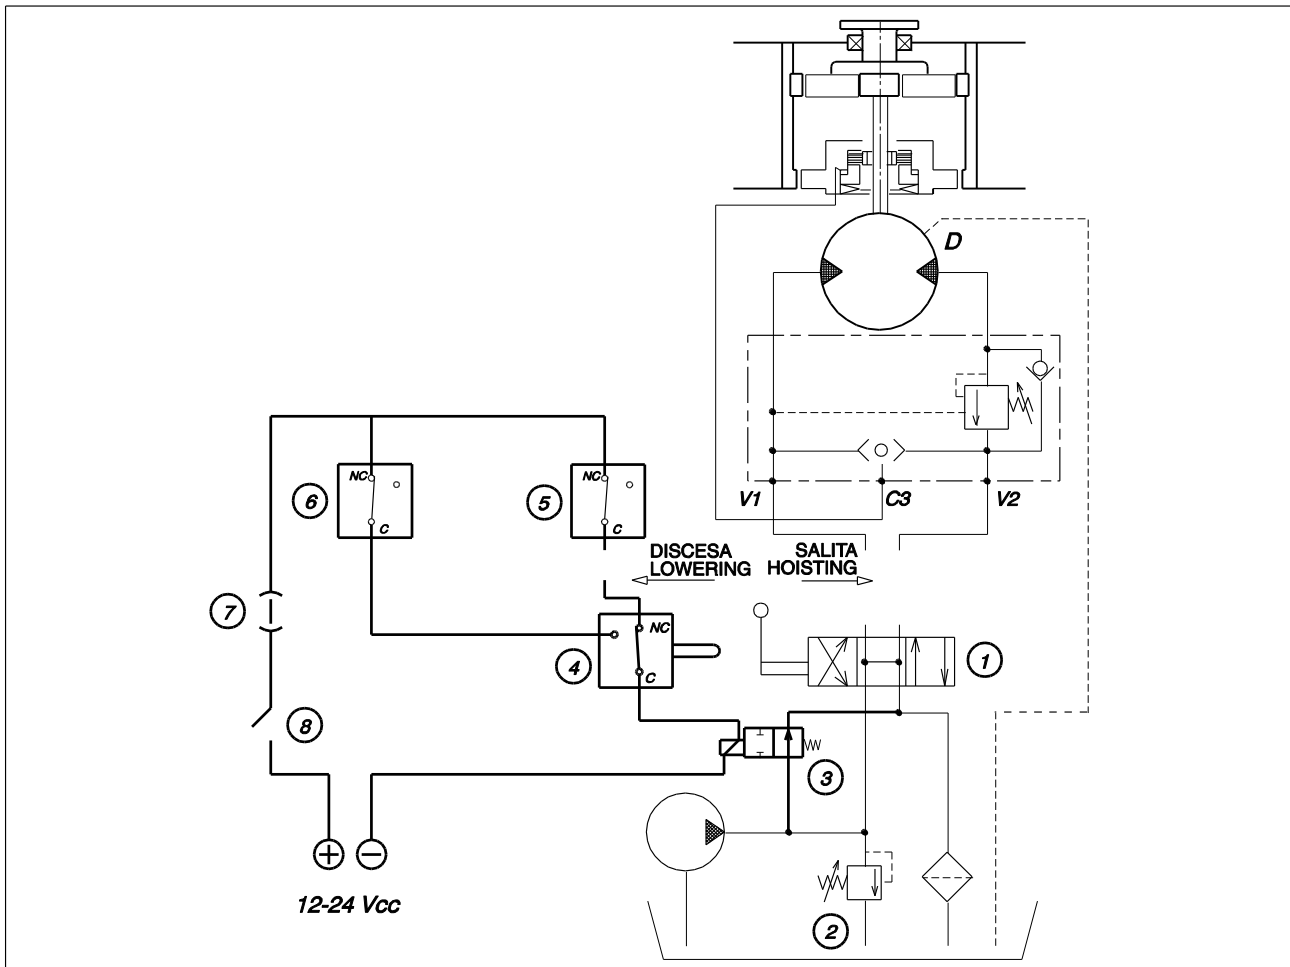 D
V1 C3 V2
NC
6
C
NC
5
C
DISCESA
LOWERING
SALITA
HOISTING
7
4
NC
C
1
8
3
+ −
12-24 Vcc
2